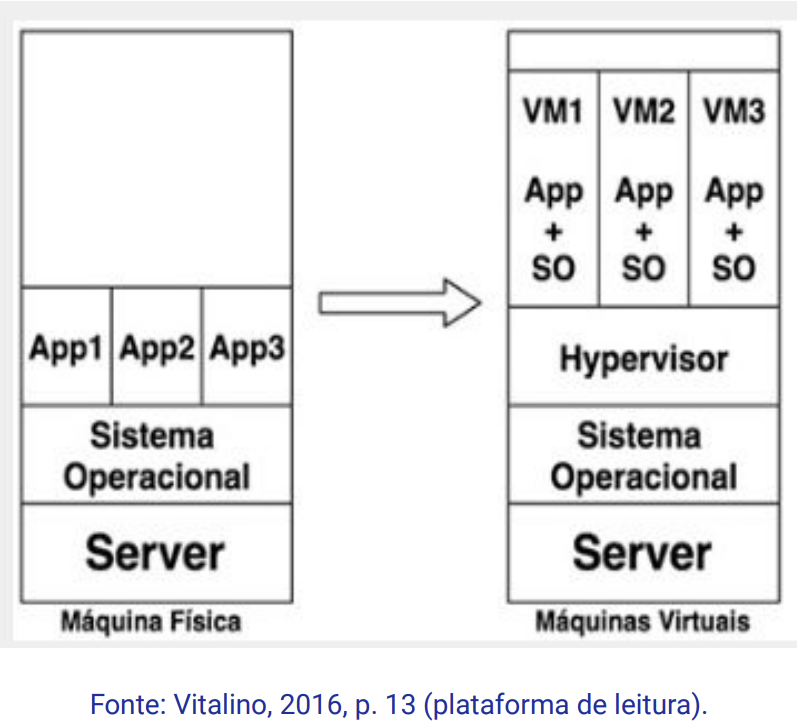 App1 App2 App3
Sistema
Operacional
Server
Máquina Física
VM1 VM2 VM3
App App App
+ + +
SO SO SO
Hypervisor
Sistema
Operacional
Server
Máquinas Virtuais
Fonte: Vitalino, 2016, p. 13 (plataforma de leitura).